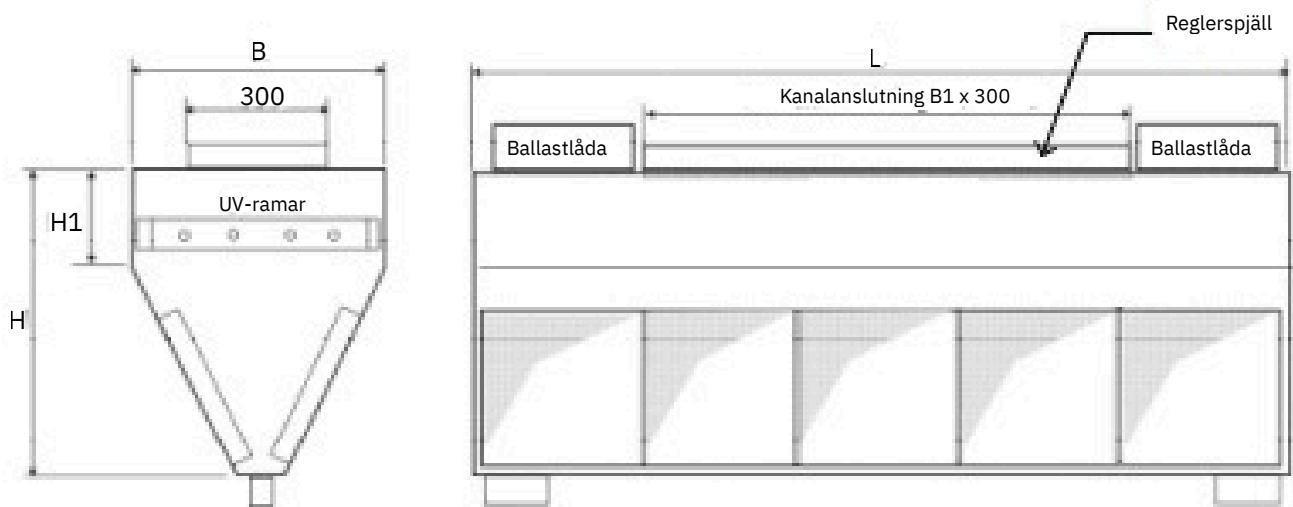 Reglerspjäll
B
L
300
Kanalanslutning B1 x 300
Ballastlåda
Ballastlåda
UV-ramar
H1
H